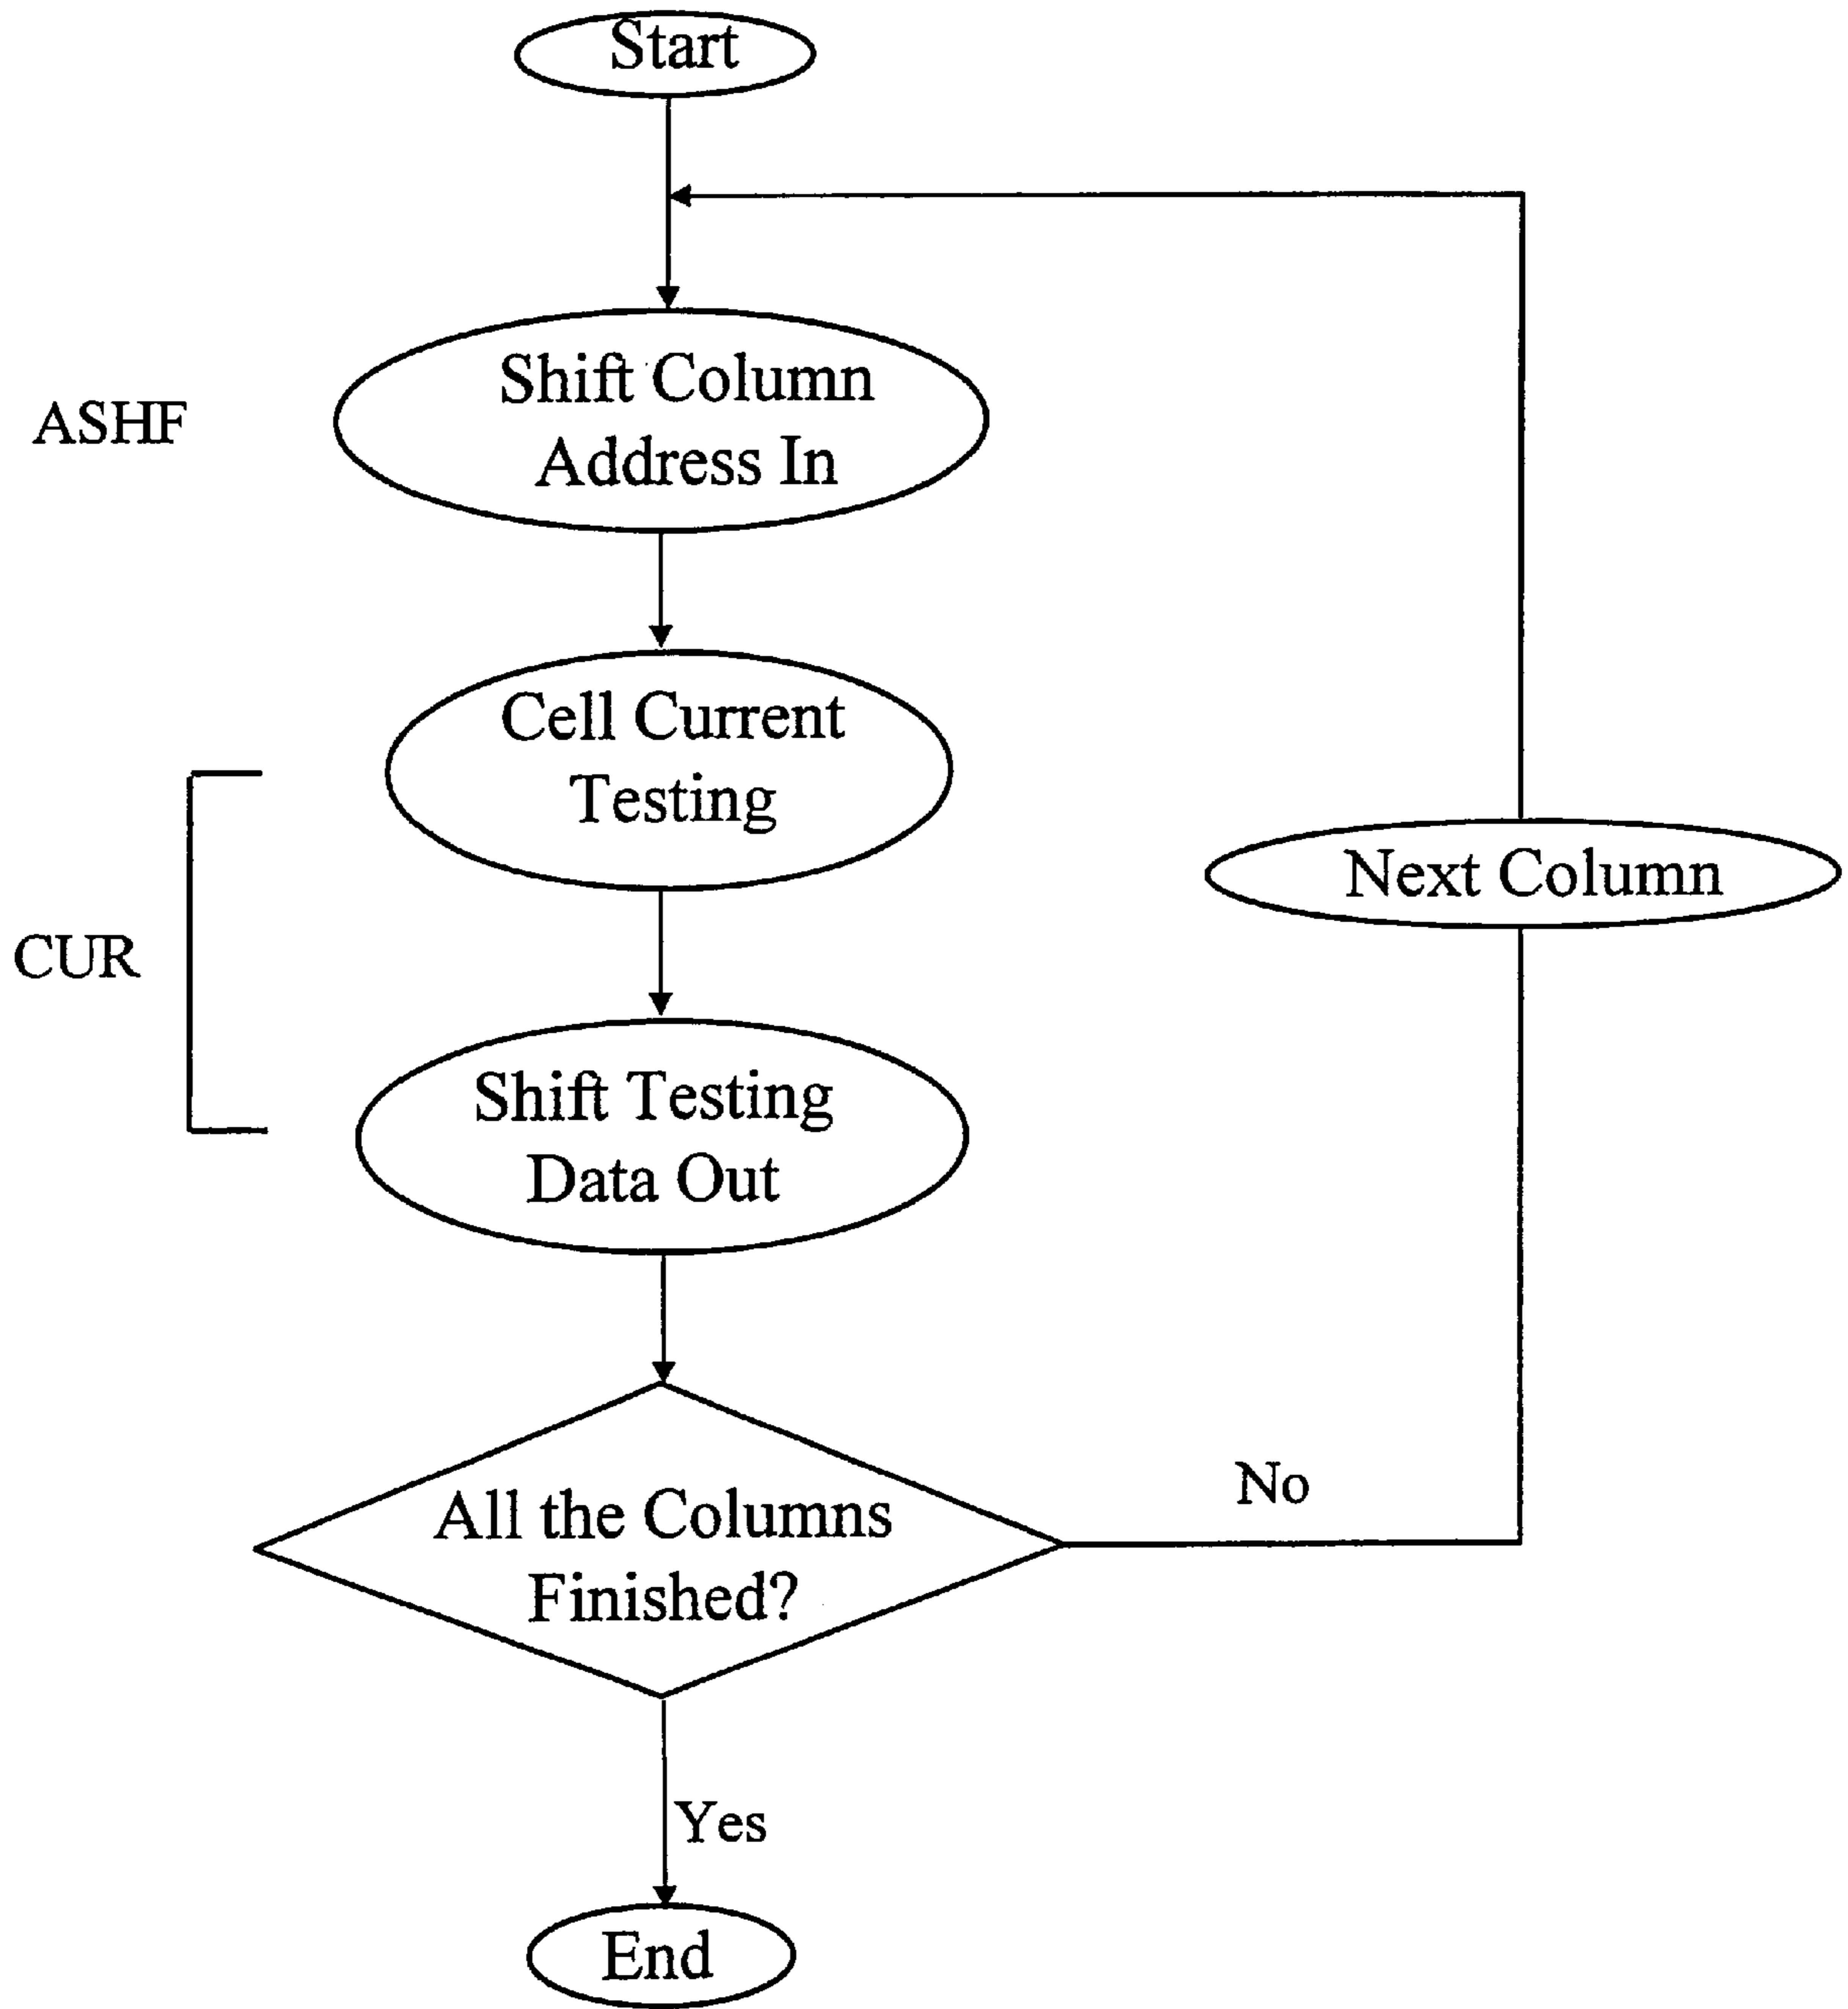 Start
ASHF
Shift Column
Address In
Cell Current
Testing
Next Column
CUR
Shift Testing
Data Out
All the Columns
Finished?
No
Yes
End